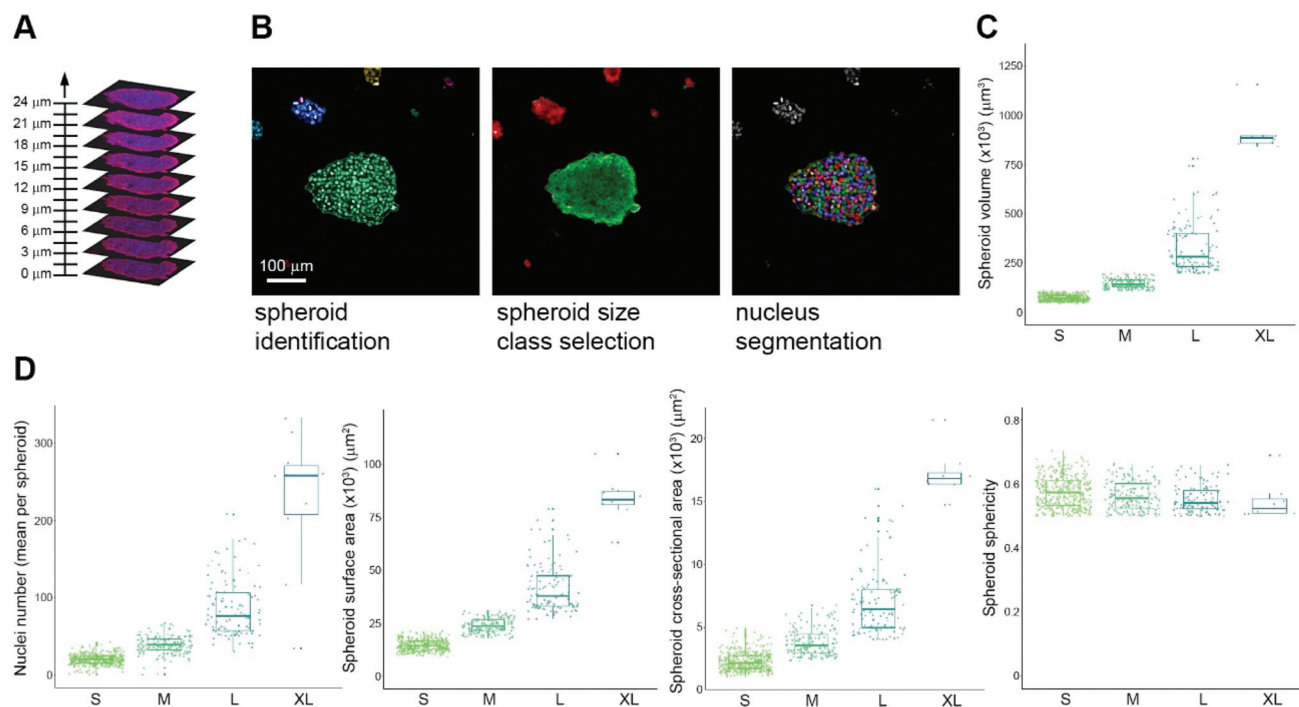 A
24 μm
21 μm
18 μm
15 μm
12 μm
9 μm
6 μm
3 μm
0 μm
B
100 μm
spheroid
identification
spheroid size
class selection
nucleus
segmentation
C
Spheroid volume (x10³) (μm³)
1250
1000
750
500
250
0
S M L XL
D
Nuclei number (mean per spheroid)
300
200
100
0
S M L XL
Spheroid surface area (x10³) (μm²)
100
75
50
25
0
S M L XL
Spheroid cross-sectional area (x10³) (μm²)
20
15
10
5
0
S M L XL
Spheroid sphericity
0.8
0.6
0.4
0.2
0
S M L XL